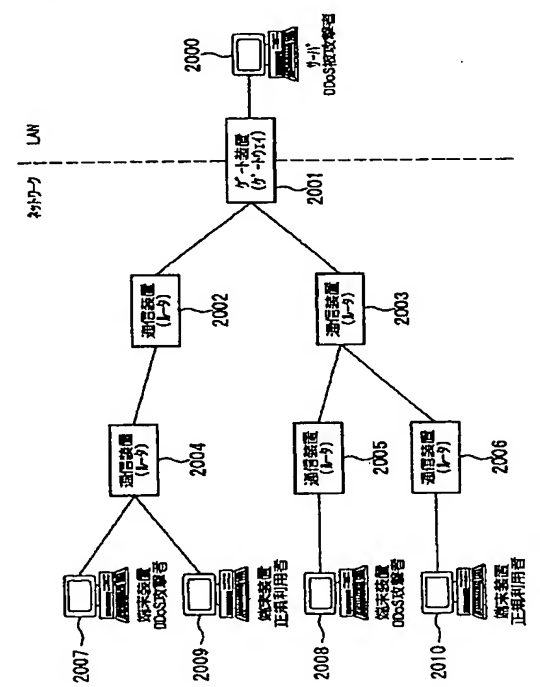 ネットワーク
LAN
2000
サーバ
DDoS被攻撃者
ゲート装置
(ゲートウェイ)
2001
通信装置
(ルータ)
2002
通信装置
(ルータ)
2003
通信装置
(ルータ)
2004
通信装置
(ルータ)
2005
通信装置
(ルータ)
2006
2007
端末装置
DDoS攻撃者
2009
端末装置
正規利用者
2008
端末装置
DDoS攻撃者
2010
端末装置
正規利用者